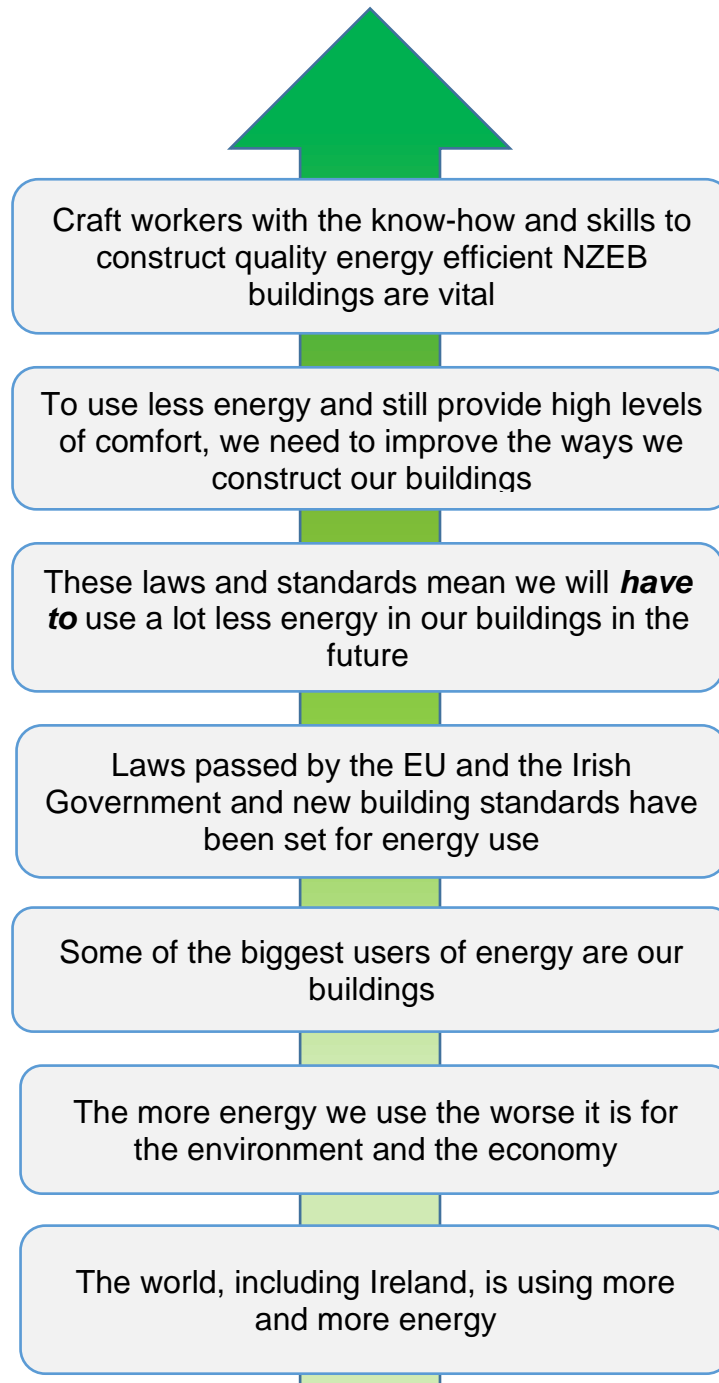 Craft workers with the know-how and skills to
construct quality energy efficient NZEB
buildings are vital
To use less energy and still provide high levels
of comfort, we need to improve the ways we
construct our buildings
These laws and standards mean we will have
to use a lot less energy in our buildings in the
future
Laws passed by the EU and the Irish
Government and new building standards have
been set for energy use
Some of the biggest users of energy are our
buildings
The more energy we use the worse it is for
the environment and the economy
The world, including Ireland, is using more
and more energy